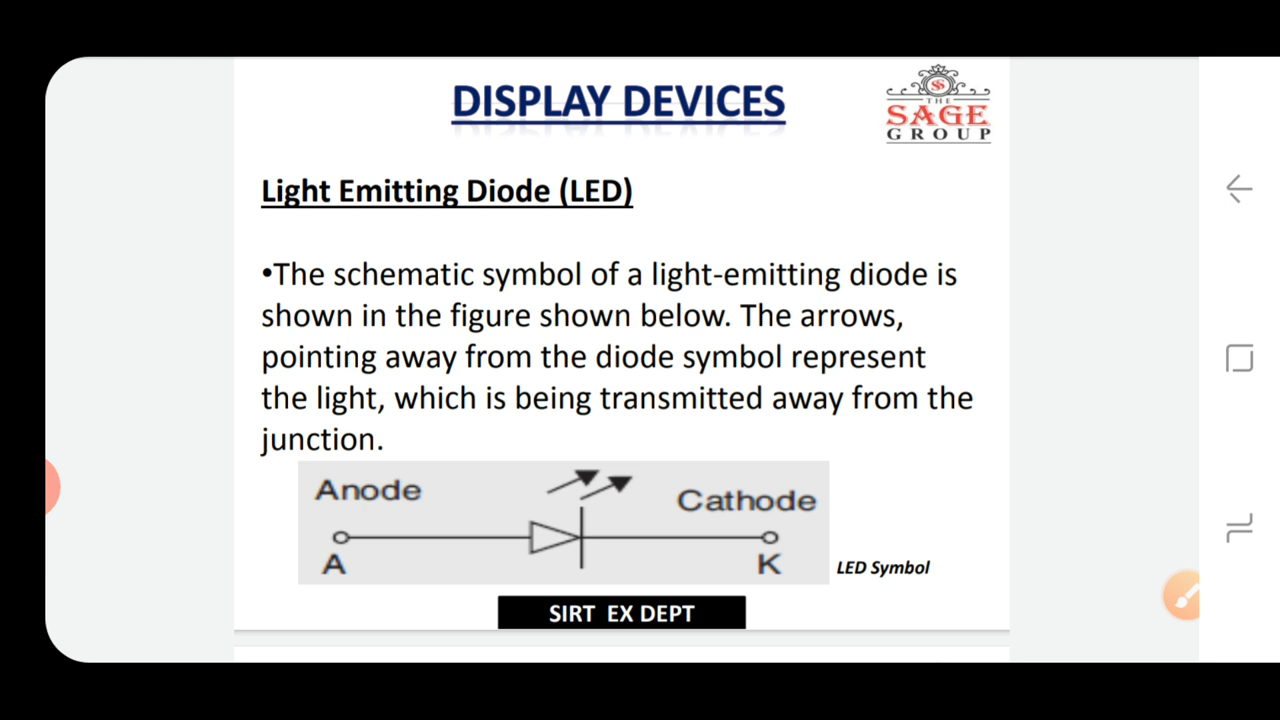 DISPLAY DEVICES
THE
SAGE
GROUP
Light Emitting Diode (LED)
•The schematic symbol of a light-emitting diode is
shown in the figure shown below. The arrows,
pointing away from the diode symbol represent
the light, which is being transmitted away from the
junction.
Anode
Cathode
A
K
LED Symbol
SIRT EX DEPT